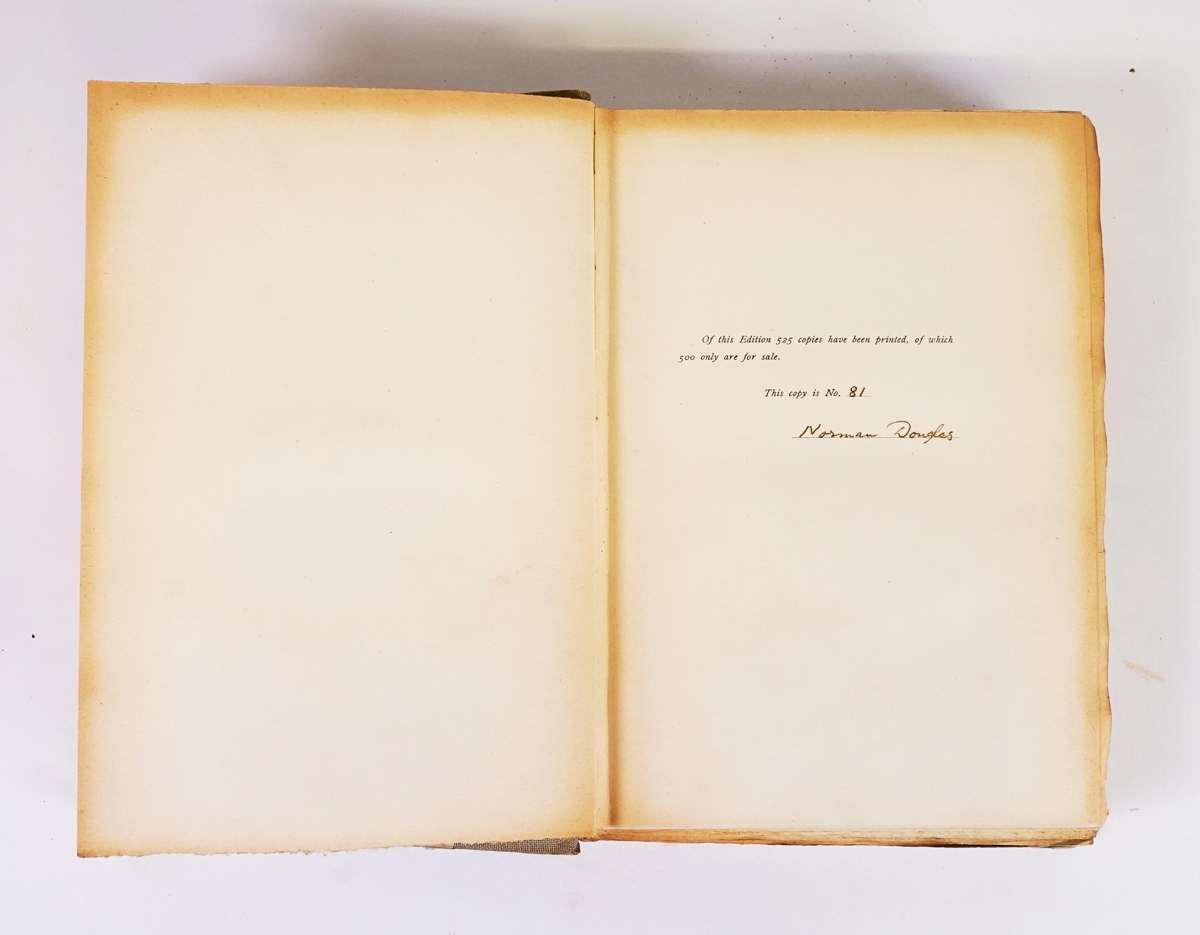 Of this Edition 525 copies have been printed, of which
500 only are for sale.
This copy is No. 81
Norman Douglas